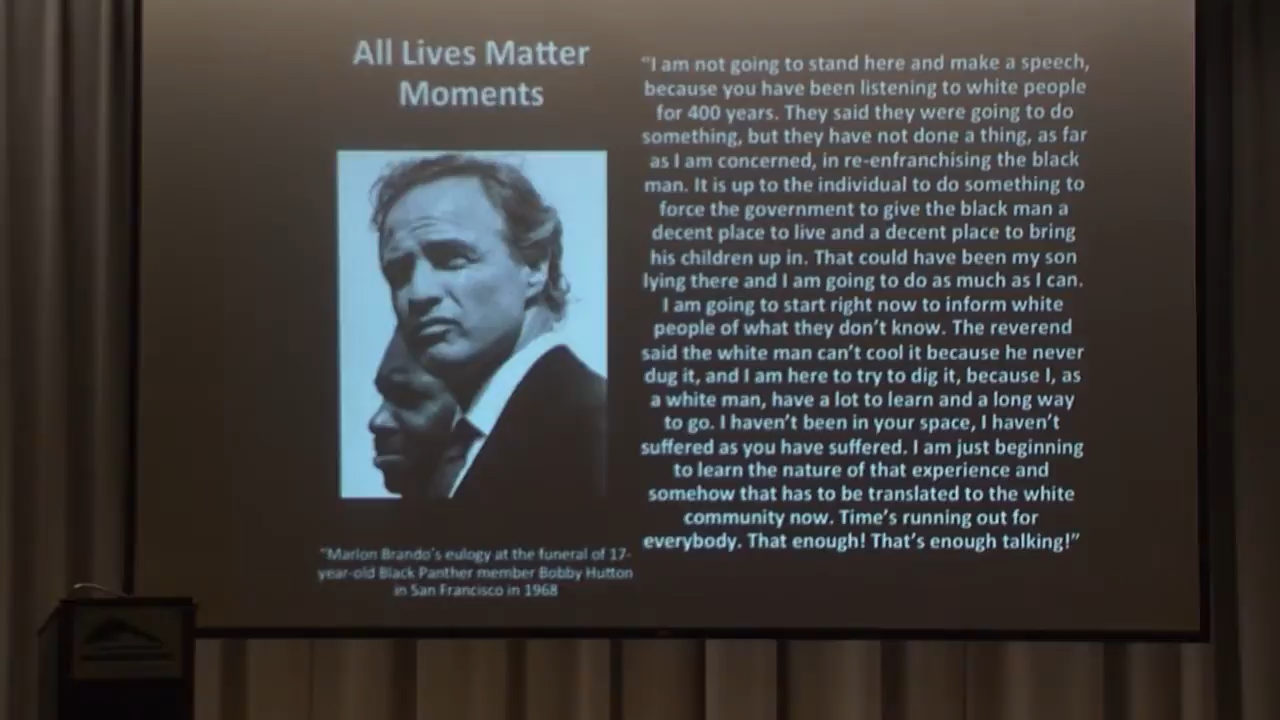 All Lives Matter
Moments
"I am not going to stand here and make a speech,
because you have been listening to white people
for 400 years. They said they were going to do
something, but they have not done a thing, as far
as I am concerned, in re-enfranchising the black
man. It is up to the individual to do something to
force the government to give the black man a
decent place to live and a decent place to bring
his children up in. That could have been my son
lying there and I am going to do as much as I can.
I am going to start right now to inform white
people of what they don't know. The reverend
said the white man can't cool it because he never
dug it, and I am here to try to dig it, because I, as
a white man, have a lot to learn and a long way
to go. I haven't been in your space, I haven't
suffered as you have suffered. I am just beginning
to learn the nature of that experience and
somehow that has to be translated to the white
community now. Time's running out for
everybody. That enough! That's enough talking!"
"Marlon Brando's eulogy at the funeral of 17-
year-old Black Panther member Bobby Hutton
in San Francisco in 1968